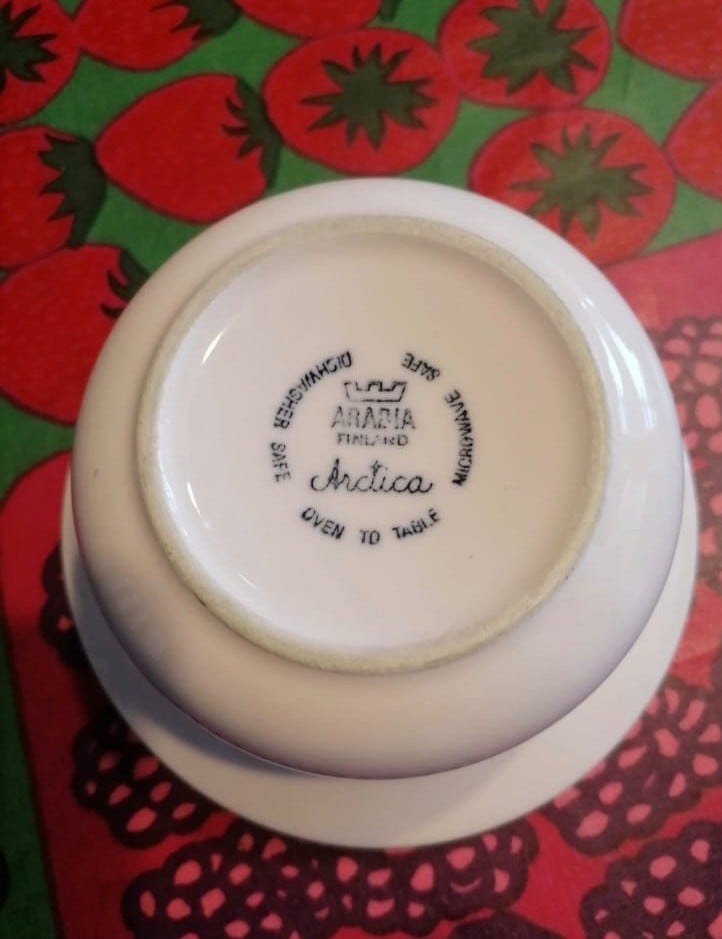 DISHWASHER SAFE
MICROWAVE SAFE
ARABIA
FINLAND
Arctica
OVEN TO TABLE